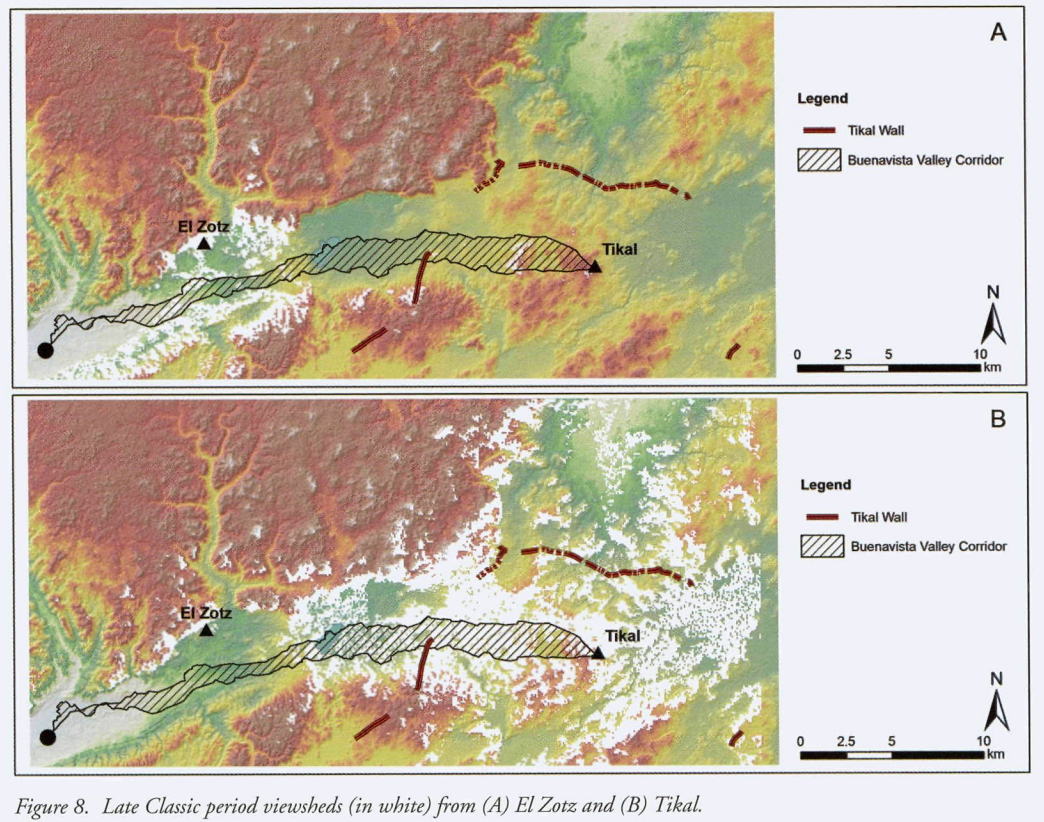 A
Legend
Tikal Wall
Buenavista Valley Corridor
El Zotz
Tikal
N
0 2.5 5 10
km
B
Legend
Tikal Wall
Buenavista Valley Corridor
El Zotz
Tikal
N
0 2.5 5 10
km
Figure 8. Late Classic period viewsheds (in white) from (A) El Zotz and (B) Tikal.